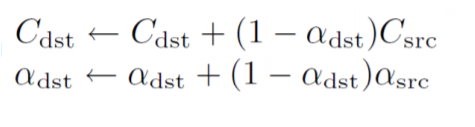 C_dst ← C_dst + (1 − α_dst)C_src
α_dst ← α_dst + (1 − α_dst)α_src